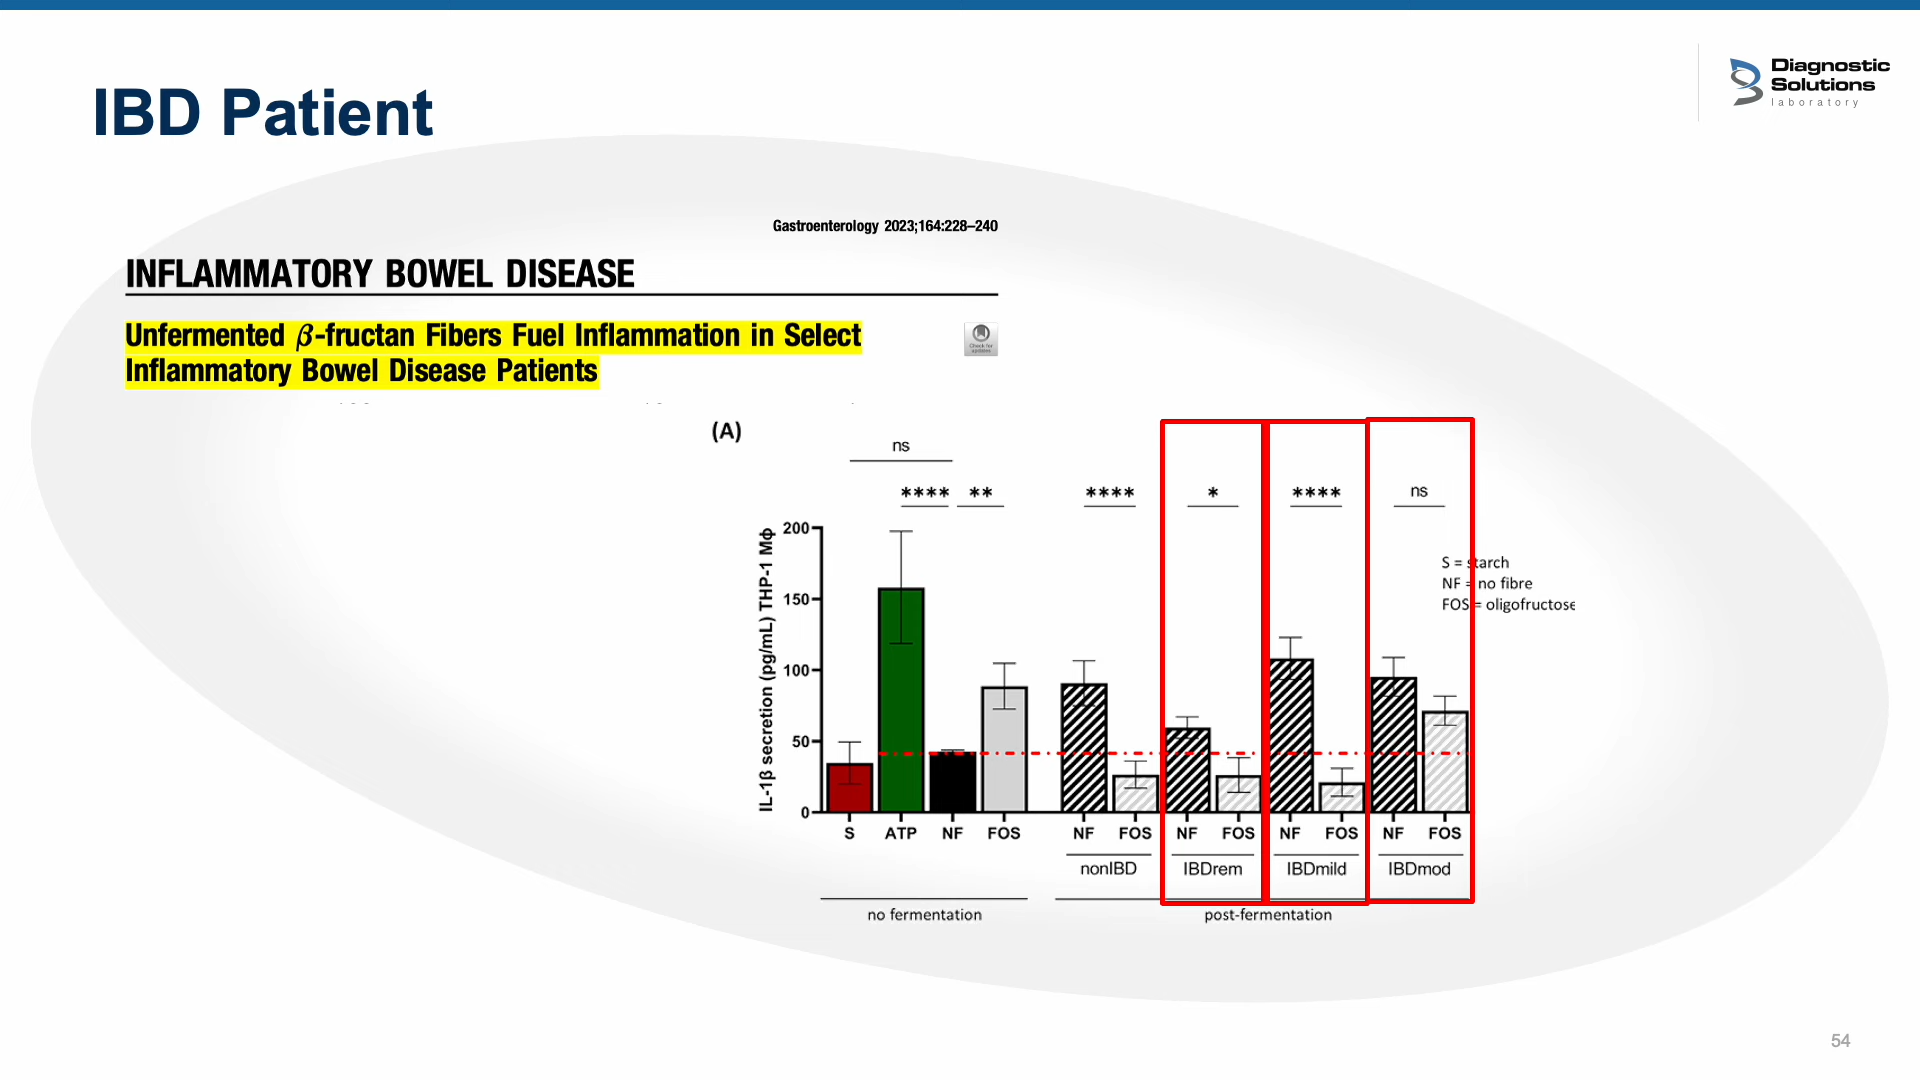 IBD Patient
Diagnostic
Solutions
laboratory
Gastroenterology 2023;164:228–240
INFLAMMATORY BOWEL DISEASE
Unfermented β-fructan Fibers Fuel Inflammation in Select
Inflammatory Bowel Disease Patients
Check for
updates
(A)
ns
**** **
**** * **** ns
IL-1β secretion (pg/mL) THP-1 Mϕ
200
150
100
50
0
S = starch
NF = no fibre
FOS = oligofructose
S ATP NF FOS NF FOS NF FOS NF FOS NF FOS
nonIBD IBDrem IBDmild IBDmod
no fermentation post-fermentation
54